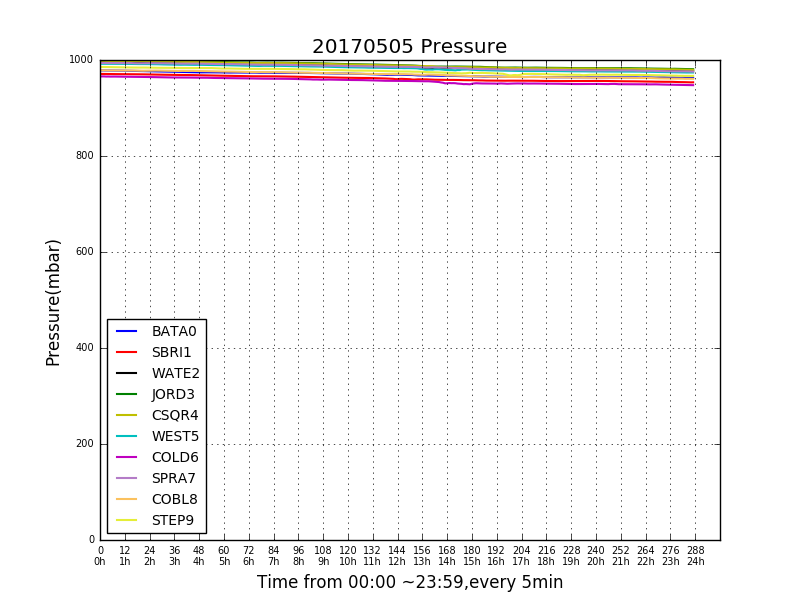 20170505 Pressure
1000
800
600
400
200
0
Pressure(mbar)
BATA0
SBRI1
WATE2
JORD3
CSQR4
WEST5
COLD6
SPRA7
COBL8
STEP9
0 12 24 36 48 60 72 84 96 108 120 132 144 156 168 180 192 204 216 228 240 252 264 276 288
0h 1h 2h 3h 4h 5h 6h 7h 8h 9h 10h 11h 12h 13h 14h 15h 16h 17h 18h 19h 20h 21h 22h 23h 24h
Time from 00:00 ~23:59,every 5min